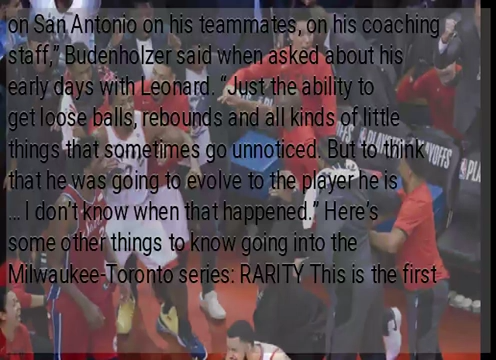 on San Antonio on his teammates, on his coaching
staff,” Budenholzer said when asked about his
early days with Leonard. “Just the ability to
get loose balls, rebounds and all kinds of little
things that sometimes go unnoticed. But to think
that he was going to evolve to the player he is
... I don’t know when that happened.” Here’s
some other things to know going into the
Milwaukee-Toronto series: RARITY This is the first